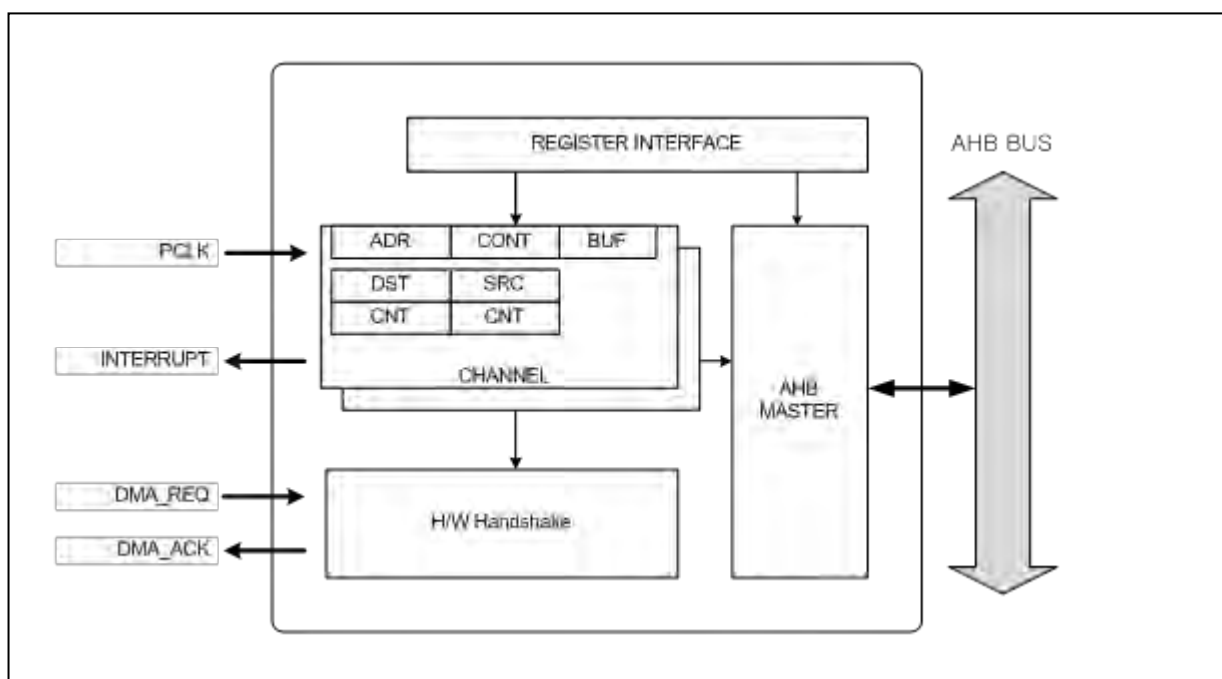 REGISTER INTERFACE
AHB BUS
PCLK
ADR CONT BUF
DST SRC
CNT CNT
INTERRUPT
CHANNEL
AHB
MASTER
DMA_REQ
H/W Handshake
DMA_ACK